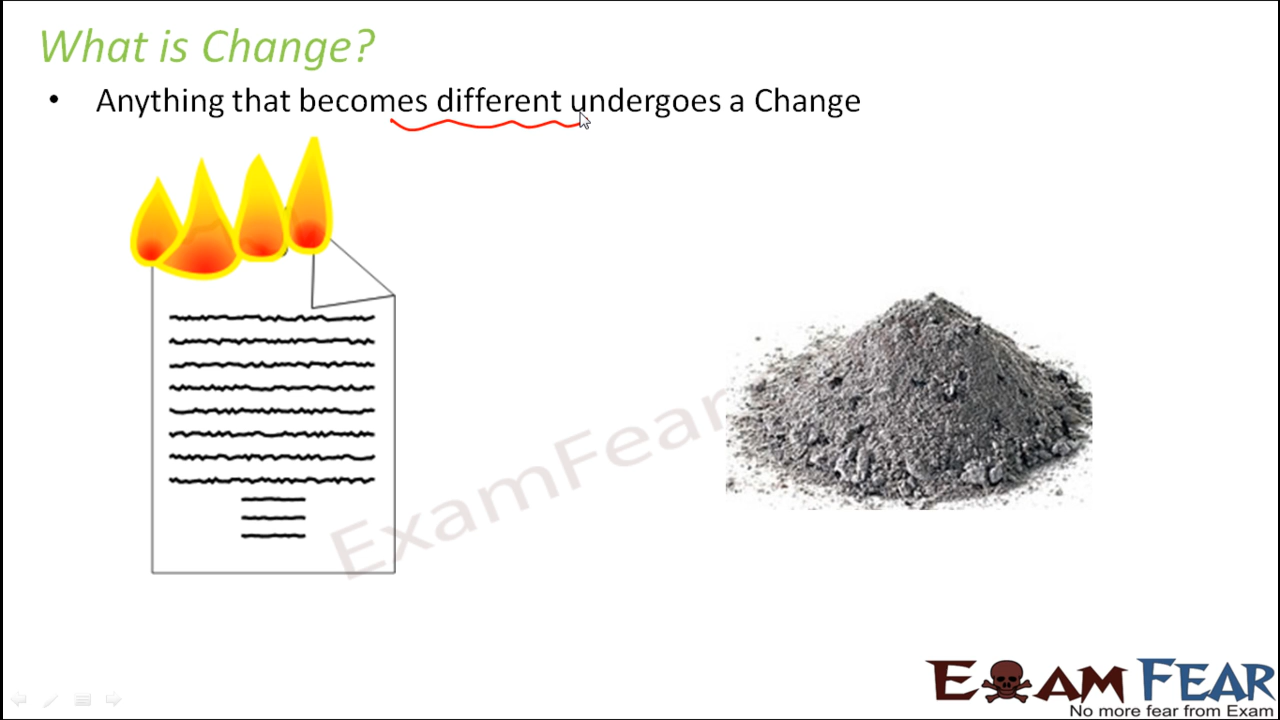 What is Change?
• Anything that becomes different undergoes a Change
ExamFear
EXAM FEAR
No more fear from Exam